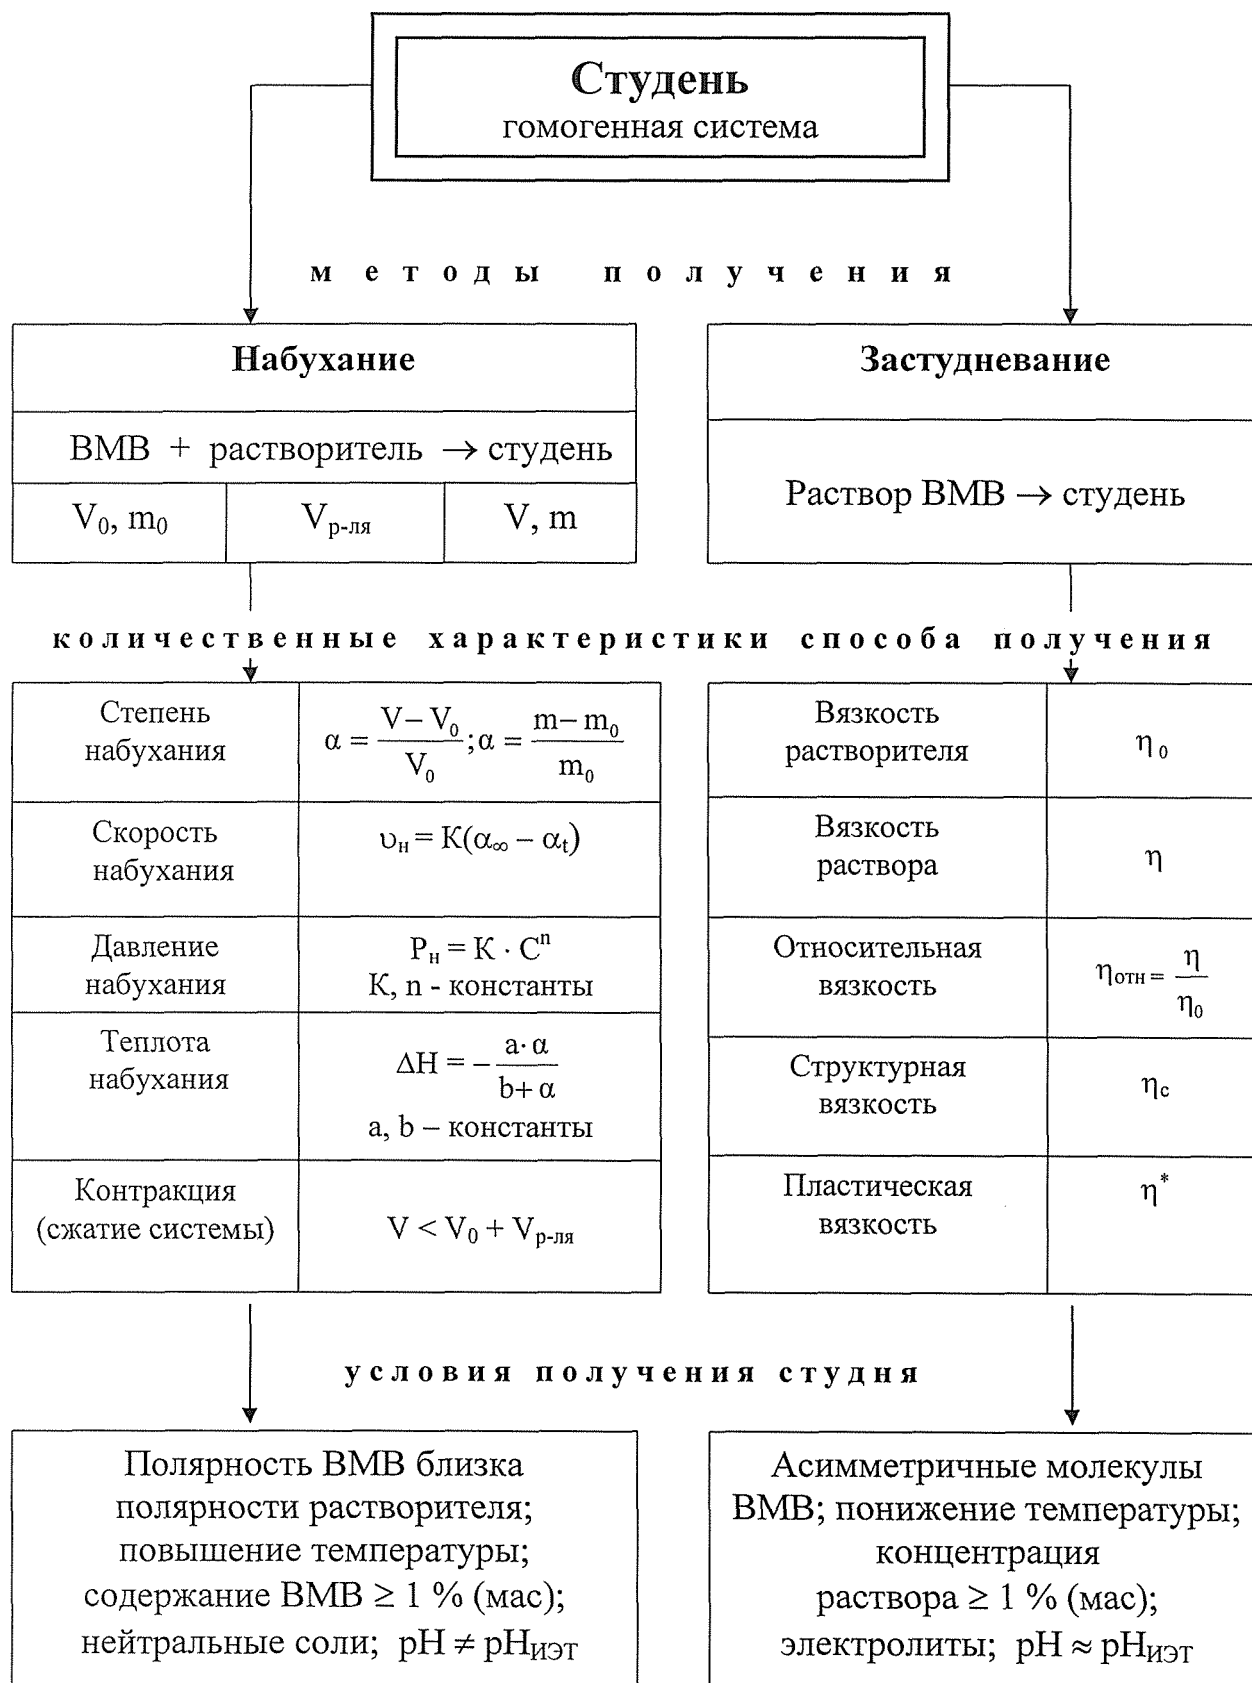 Студень
гомогенная система
методы получения
Набухание
ВМВ + растворитель → студень
V₀, m₀
Vр-ля
V, m
Застудневание
Раствор ВМВ → студень
количественные характеристики способа получения
Степень
набухания
α = (V – V₀)/V₀; α = (m – m₀)/m₀
Скорость
набухания
υн = К(α∞ – αt)
Давление
набухания
Рн = К · Cⁿ
К, n - константы
Теплота
набухания
ΔН = – (a· α)/(b+ α)
a, b – константы
Контракция
(сжатие системы)
V < V₀ + Vр-ля
Вязкость
растворителя
η₀
Вязкость
раствора
η
Относительная
вязкость
ηотн = η/η₀
Структурная
вязкость
ηс
Пластическая
вязкость
η*
условия получения студня
Полярность ВМВ близка
полярности растворителя;
повышение температуры;
содержание ВМВ ≥ 1 % (мас);
нейтральные соли; pH ≠ pHИЭТ
Асимметричные молекулы
ВМВ; понижение температуры;
концентрация
раствора ≥ 1 % (мас);
электролиты; pH ≈ pHИЭТ